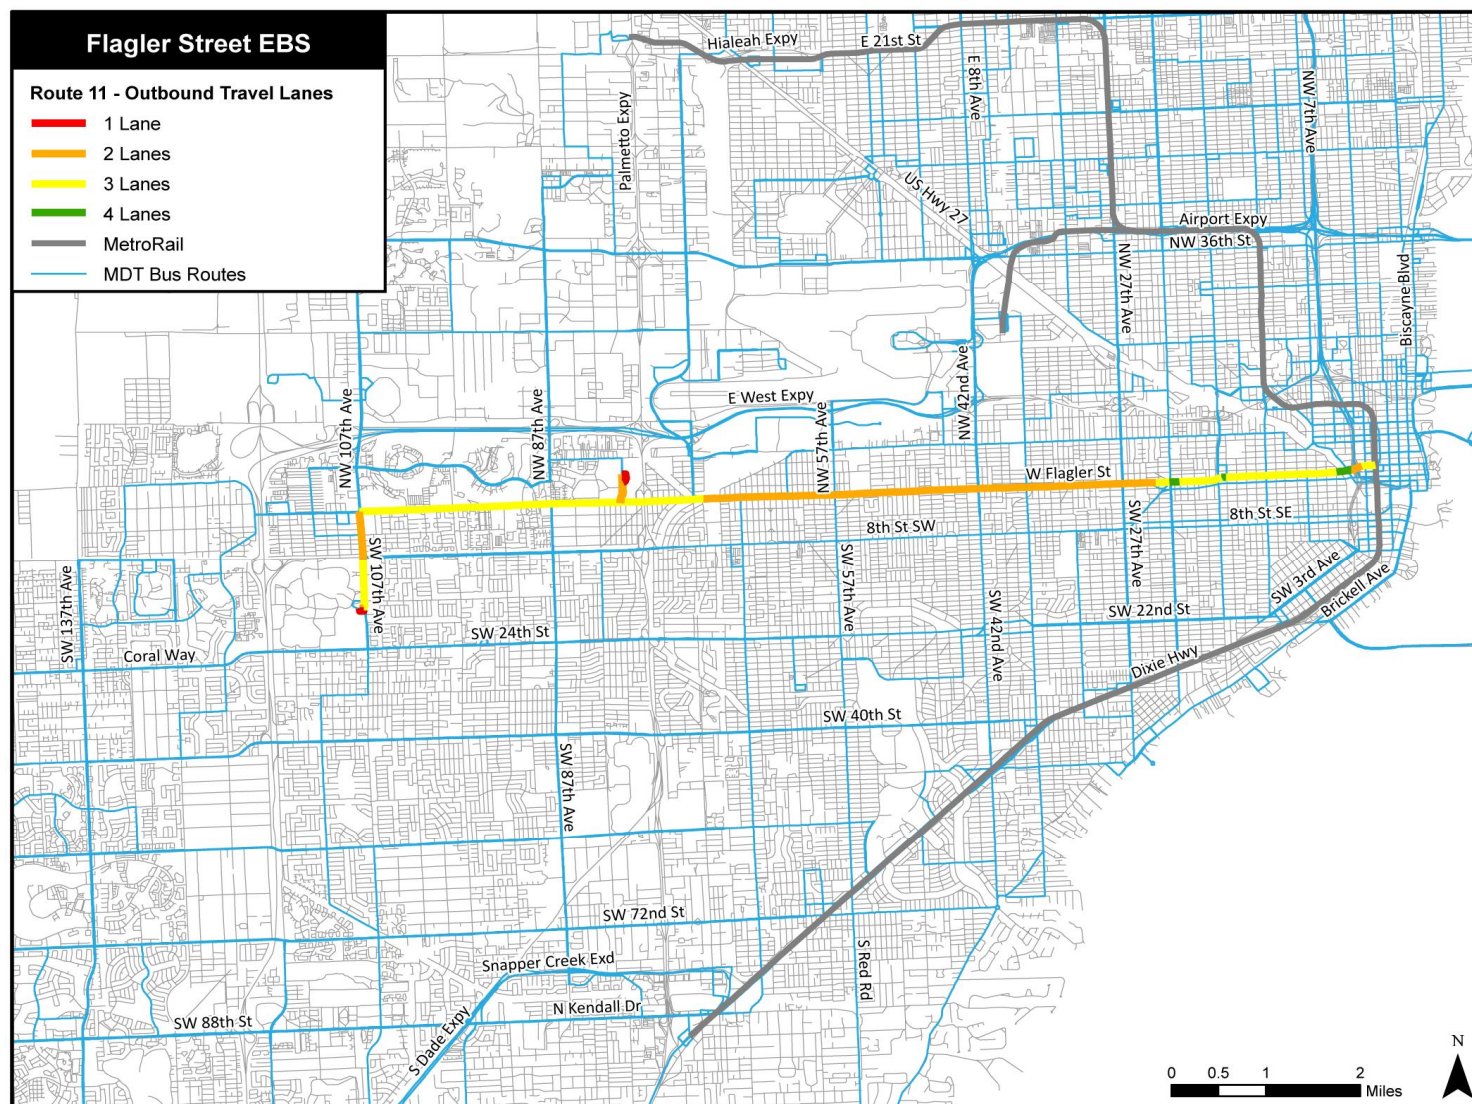 Flagler Street EBS
Route 11 - Outbound Travel Lanes
1 Lane
2 Lanes
3 Lanes
4 Lanes
MetroRail
MDT Bus Routes
Hialeah Expy
E 21st St
Palmetto Expy
E 8th Ave
NW 7th Ave
US Hwy 27
Airport Expy
NW 36th St
NW 27th Ave
Biscayne Blvd
NW 107th Ave
NW 87th Ave
E West Expy
NW 57th Ave
NW 42nd Ave
W Flagler St
8th St SW
8th St SE
SW 27th Ave
SW 107th Ave
SW 137th Ave
SW 57th Ave
SW 42nd Ave
SW 3rd Ave
Brickell Ave
SW 22nd St
SW 24th St
Coral Way
Dixie Hwy
SW 40th St
SW 87th Ave
SW 72nd St
S Red Rd
Snapper Creek Exd
N Kendall Dr
SW 88th St
S Dade Expy
N
0 0.5 1 2
Miles